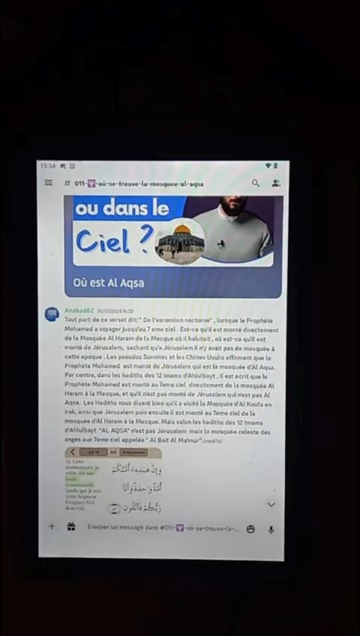 15:54
# 011-🕎-où-se-trouve-la-mosquee-al-aqsa
ou dans le
Ciel ?
Où est Al Aqsa
Anabad62
Tout part de ce verset dit:" De l'ascension nocturne" , lorsque le Prophète
Mohamed a voyager jusqu'au 7 eme ciel . Est-ce qu'il est monté directement
de la Mosquée Al Haram de la Mecque où il habitait, où est-ce qu'il est
monté de Jérusalem, sachant qu'a Jérusalem il n'y avait pas de mosquée à
cette epoque . Les pseudos Sunnites et les Chiites Usulis affirment que le
Prophète Mohamed est monté de Jérusalem qui est la mosquée d'Al Aqsa.
Par contre, dans les hadiths des 12 imams d'Ahlulbayt , il est ecrit que le
Prophète Mohamed est monté au 7eme ciel directement de la mosquée Al
Haram à la Macque, et qu'il n'est pas monté de Jérusalem qui n'est pas Al
Aqsa. Les Hadiths nous disent bien qu'il a visité la Mosquée d'Al Koufa en
irak, ainsi que Jérusalem puis ensuite il est monté au 7eme ciel de la
mosquée d'Al Haram à la Mecque. Mais selon les hadiths des 12 Imams
d'Ahlulbayt "AL AQSA" n'est pas Jérusalem mais la mosquée celeste des
anges aux 7eme ciel appelée " Al Bait Al Ma'mur".
وَإِنَّ هَـٰذِهِۦٓ أُمَّتُكُمْ
أُمَّةً وَٰحِدَةً وَأَنَا۠
رَبُّكُمْ فَٱتَّقُونِ
Envoyer un message dans #011-🕎-où-se-trouve-la-...